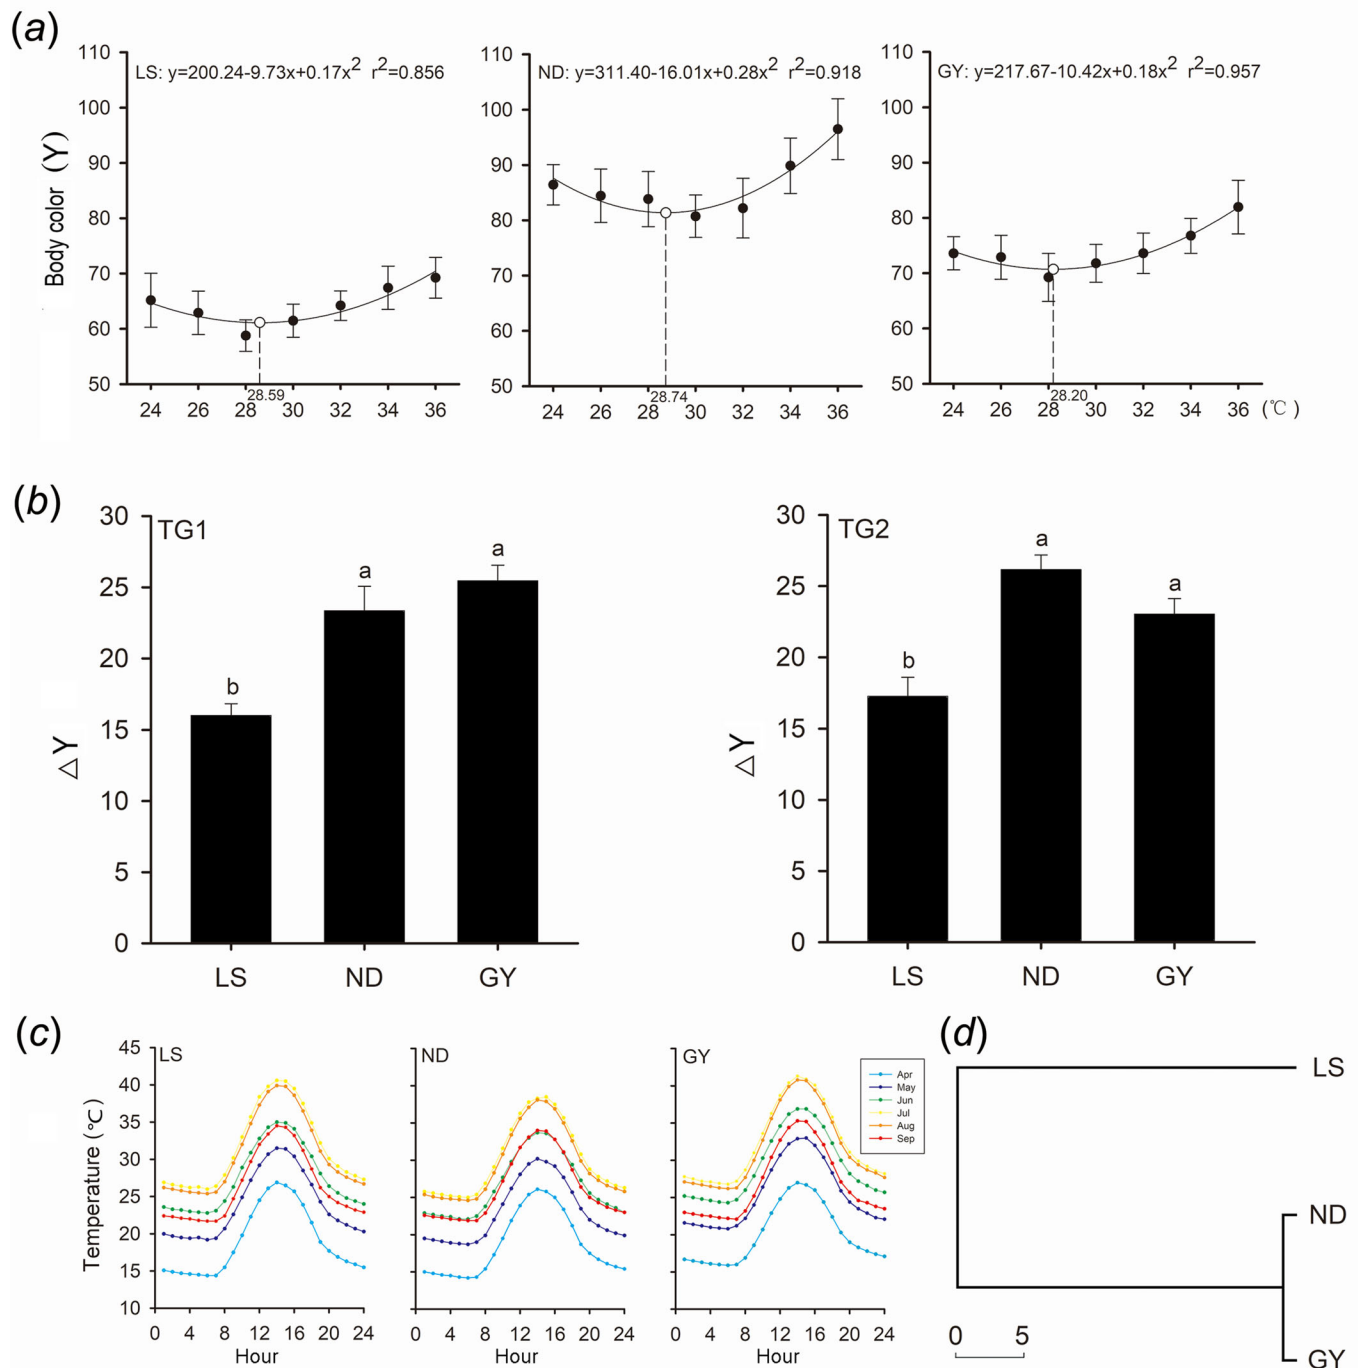 (a)
LS: y=200.24-9.73x+0.17x² r²=0.856
ND: y=311.40-16.01x+0.28x² r²=0.918
GY: y=217.67-10.42x+0.18x² r²=0.957
Body color (Y)
110
100
90
80
70
60
50
110
100
90
80
70
60
50
110
100
90
80
70
60
50
28.59
24 26 28 30 32 34 36
28.74
24 26 28 30 32 34 36
28.20
24 26 28 30 32 34 36 (℃)
(b)
TG1
△Y
30
25
20
15
10
5
0
b
a
a
LS ND GY
TG2
△Y
30
25
20
15
10
5
0
b
a
a
LS ND GY
(c)
Temperature (℃)
45
40
35
30
25
20
15
10
LS
0 4 8 12 16 20 24
Hour
ND
0 4 8 12 16 20 24
Hour
GY
0 4 8 12 16 20 24
Hour
Apr
May
Jun
Jul
Aug
Sep
(d)
LS
ND
GY
0 5